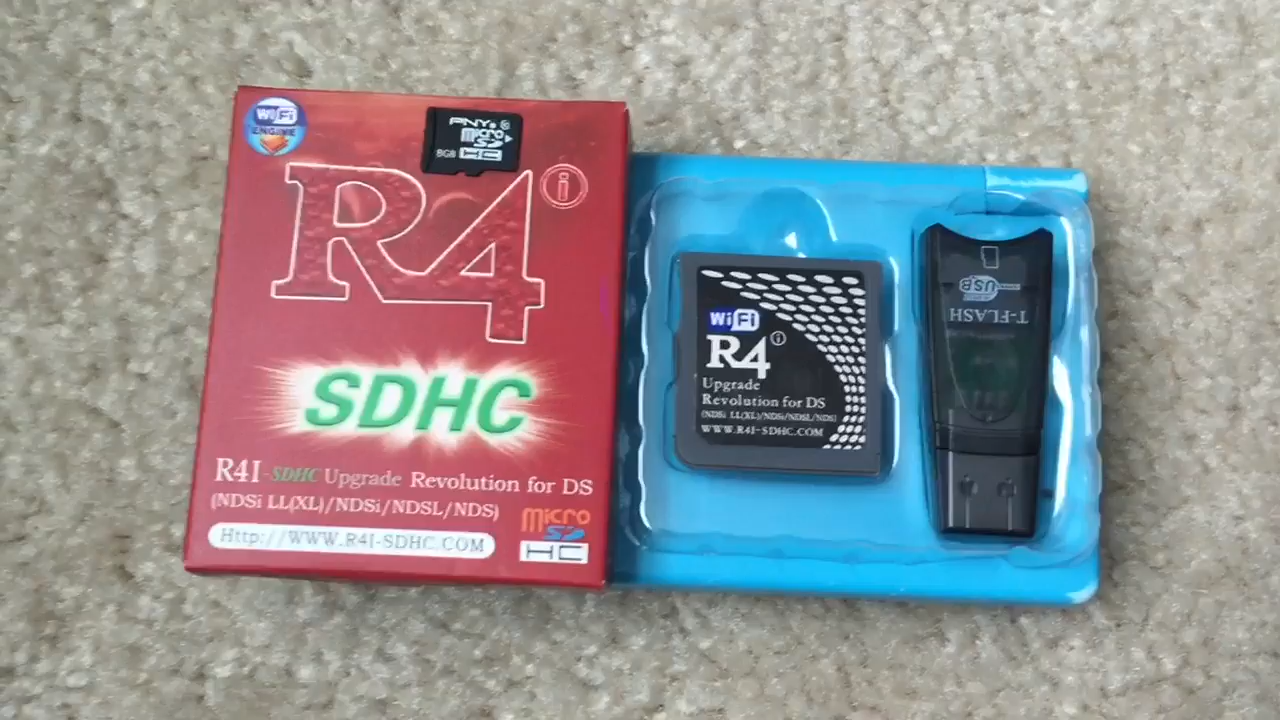 WiFi
ENGINE
PNY
micro
SD
8GB HC
R4 i
SDHC
R4I-SDHC Upgrade Revolution for DS
(NDSi LL(XL)/NDSi/NDSL/NDS)
Http://WWW.R4I-SDHC.COM
micro
SD
HC
WiFi
R4 i
Upgrade
Revolution for DS
(NDSi LL(XL)/NDSi/NDSL/NDS)
WWW.R4I-SDHC.COM
USB
T-FLASH